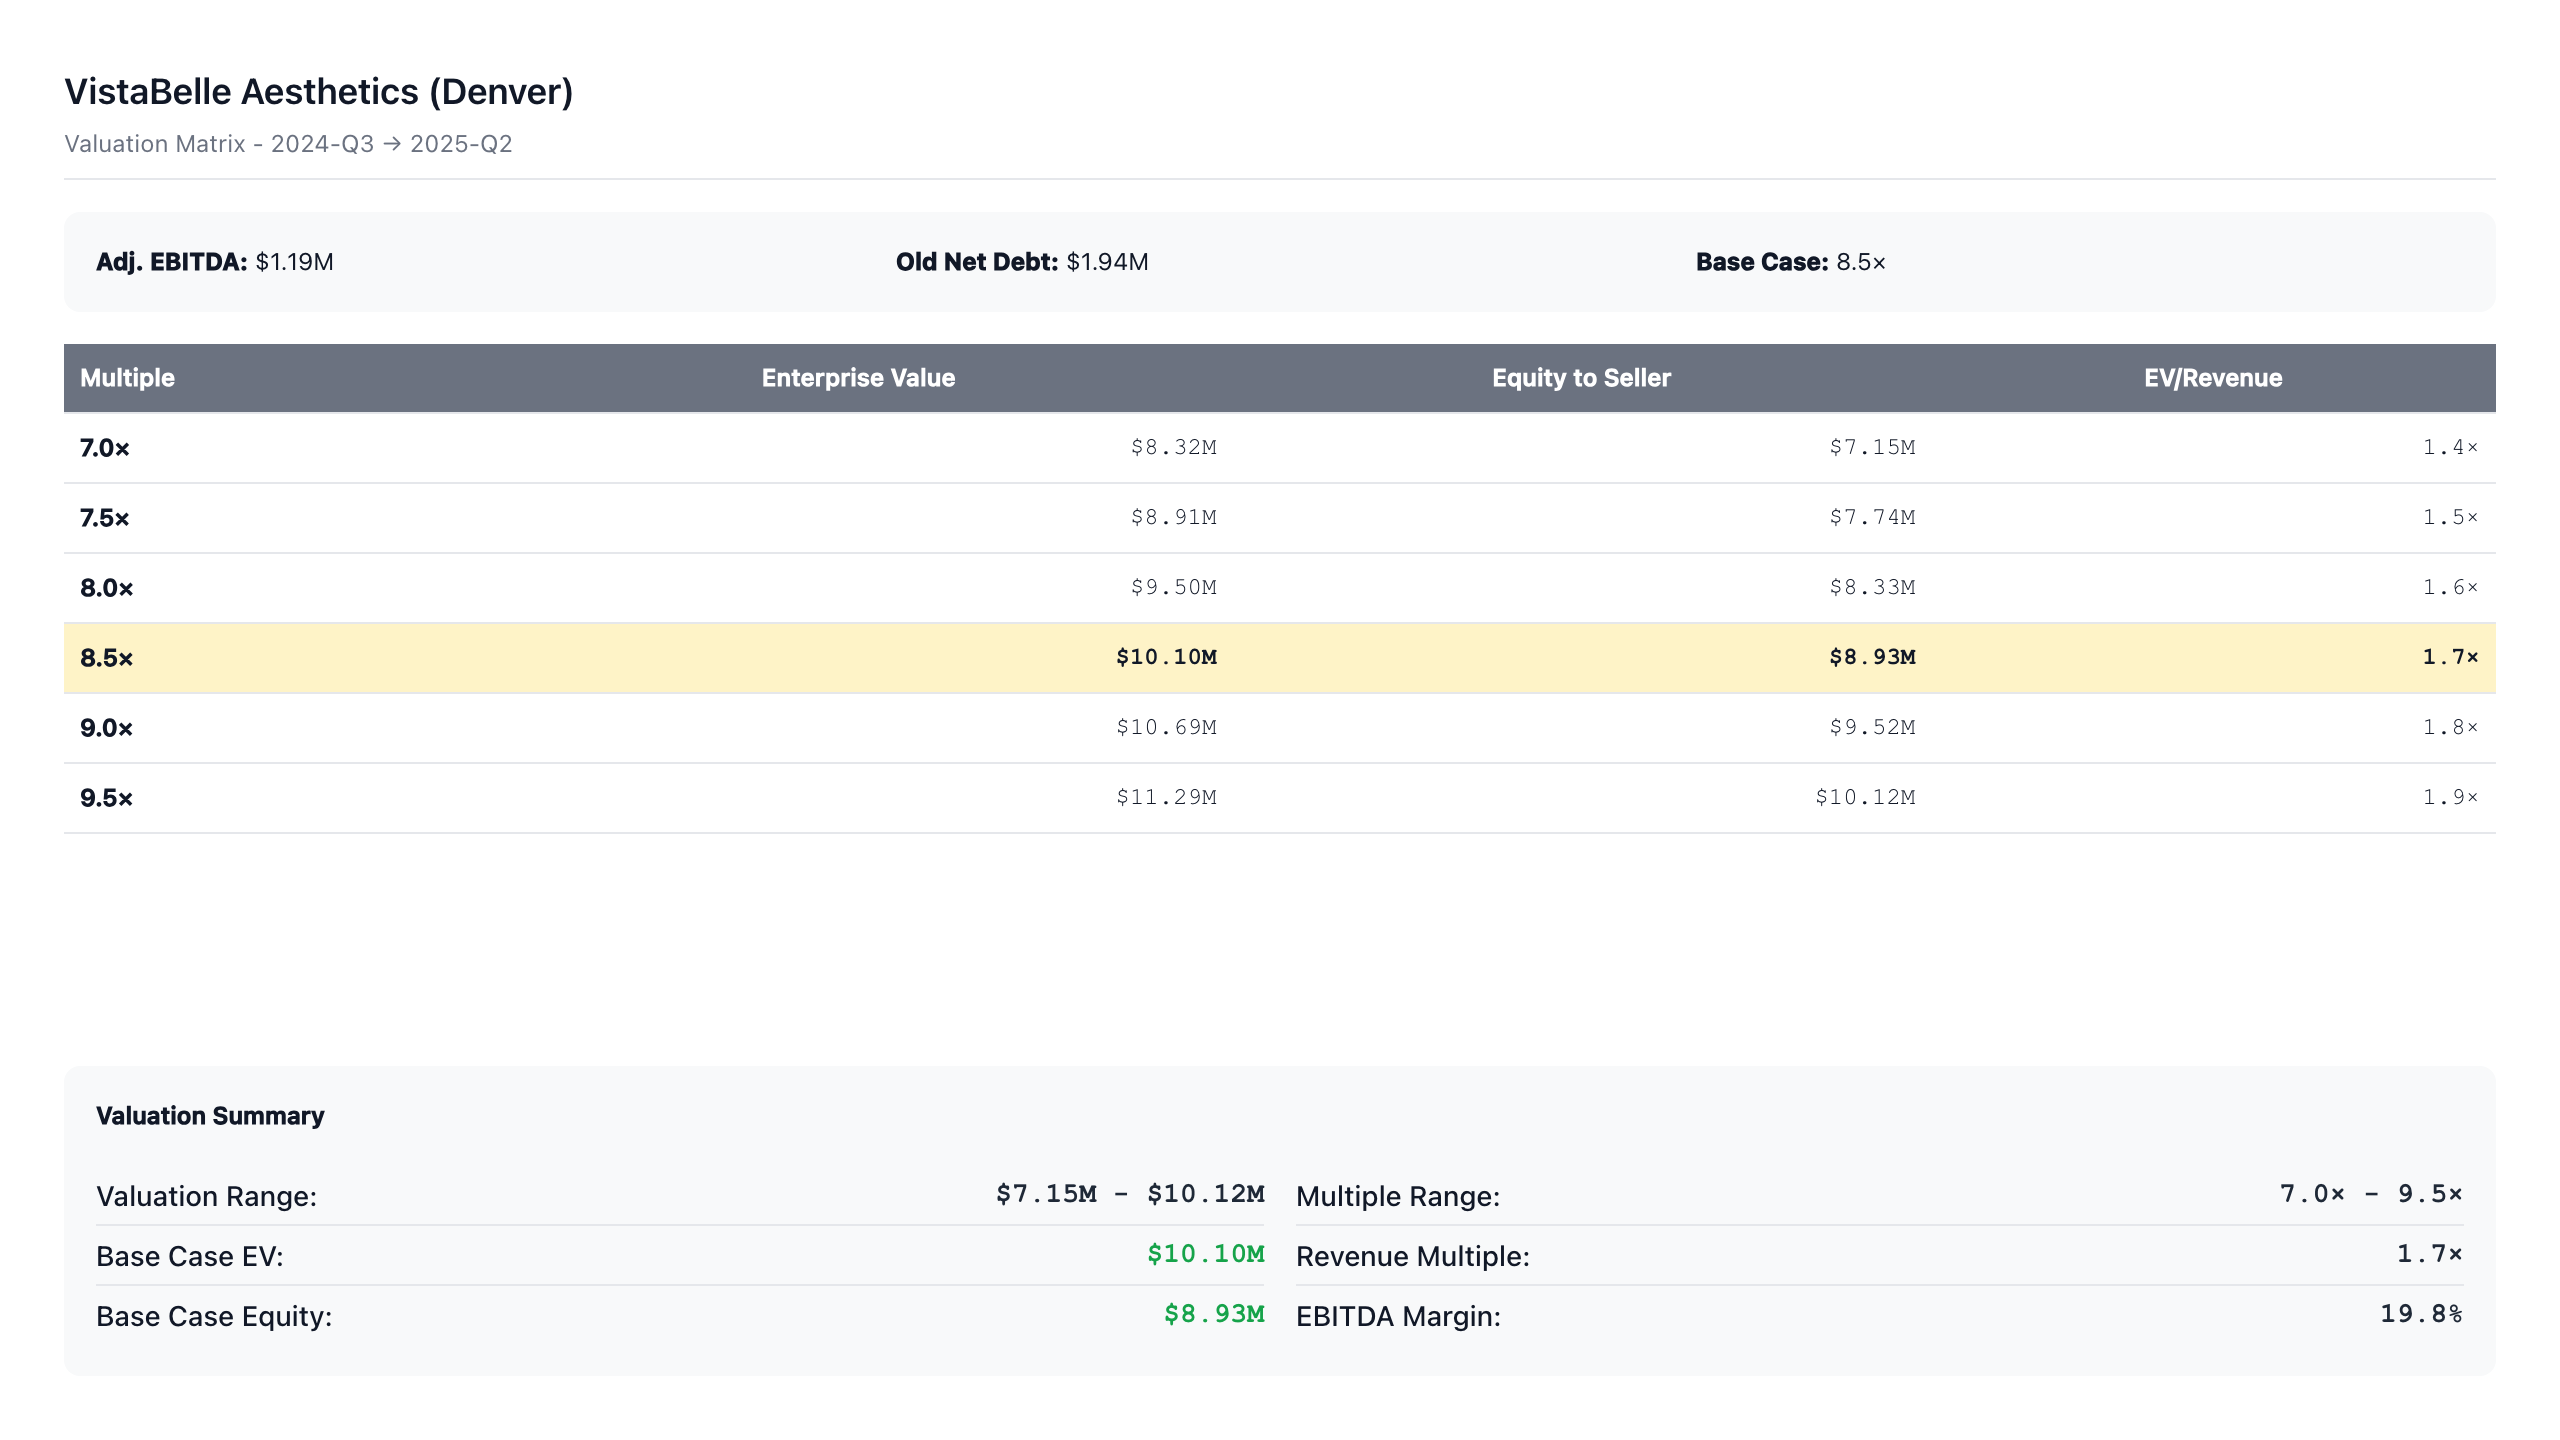 VistaBelle Aesthetics (Denver)
Valuation Matrix - 2024-Q3 → 2025-Q2
Adj. EBITDA: $1.19M Old Net Debt: $1.94M Base Case: 8.5×
Multiple Enterprise Value Equity to Seller EV/Revenue
7.0× $8.32M $7.15M 1.4×
7.5× $8.91M $7.74M 1.5×
8.0× $9.50M $8.33M 1.6×
8.5× $10.10M $8.93M 1.7×
9.0× $10.69M $9.52M 1.8×
9.5× $11.29M $10.12M 1.9×
Valuation Summary
Valuation Range: $7.15M – $10.12M Multiple Range: 7.0× – 9.5×
Base Case EV: $10.10M Revenue Multiple: 1.7×
Base Case Equity: $8.93M EBITDA Margin: 19.8%